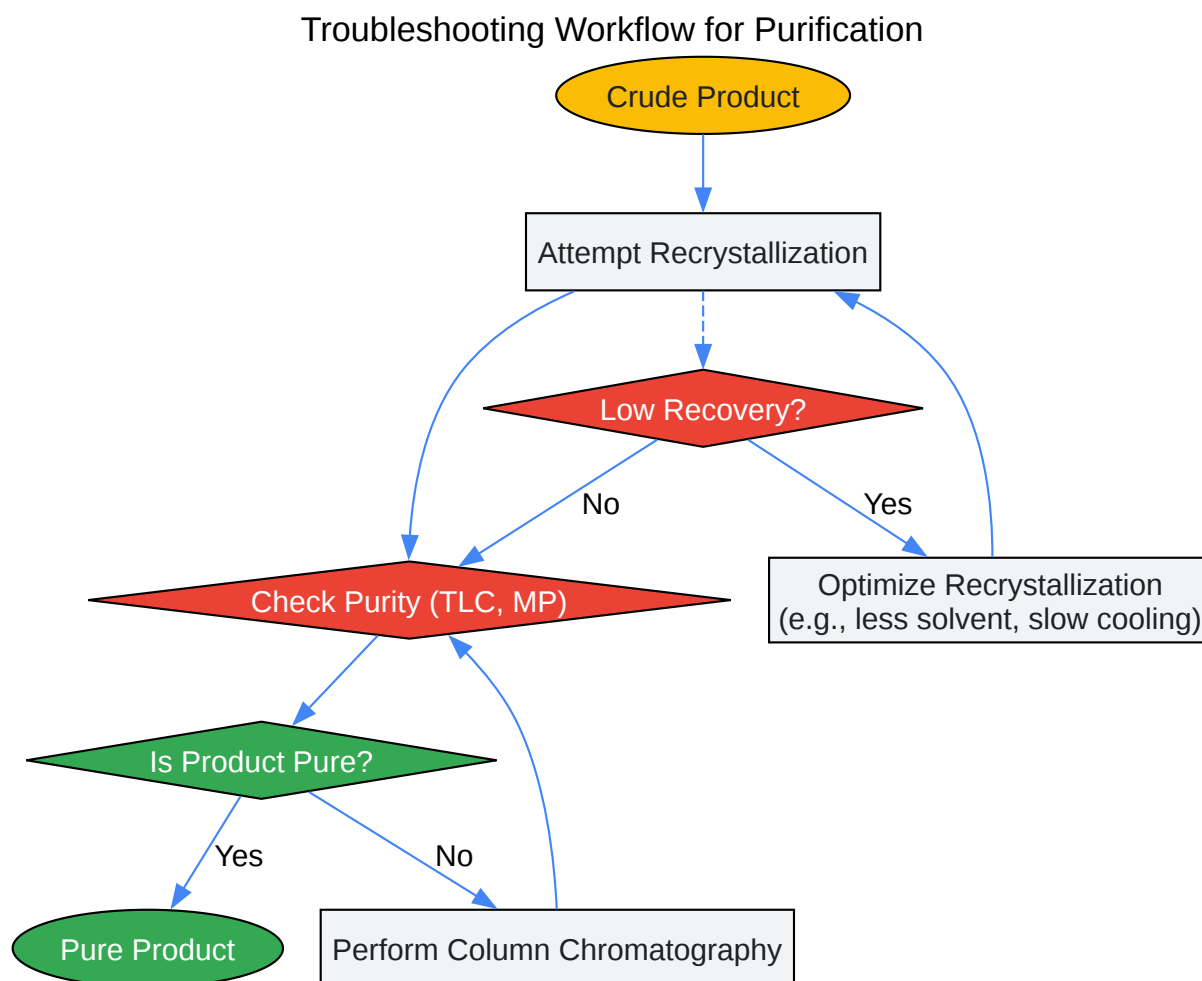 Troubleshooting Workflow for Purification
Crude Product
Attempt Recrystallization
Low Recovery?
No
Yes
Optimize Recrystallization
(e.g., less solvent, slow cooling)
Check Purity (TLC, MP)
Is Product Pure?
Yes
No
Pure Product
Perform Column Chromatography